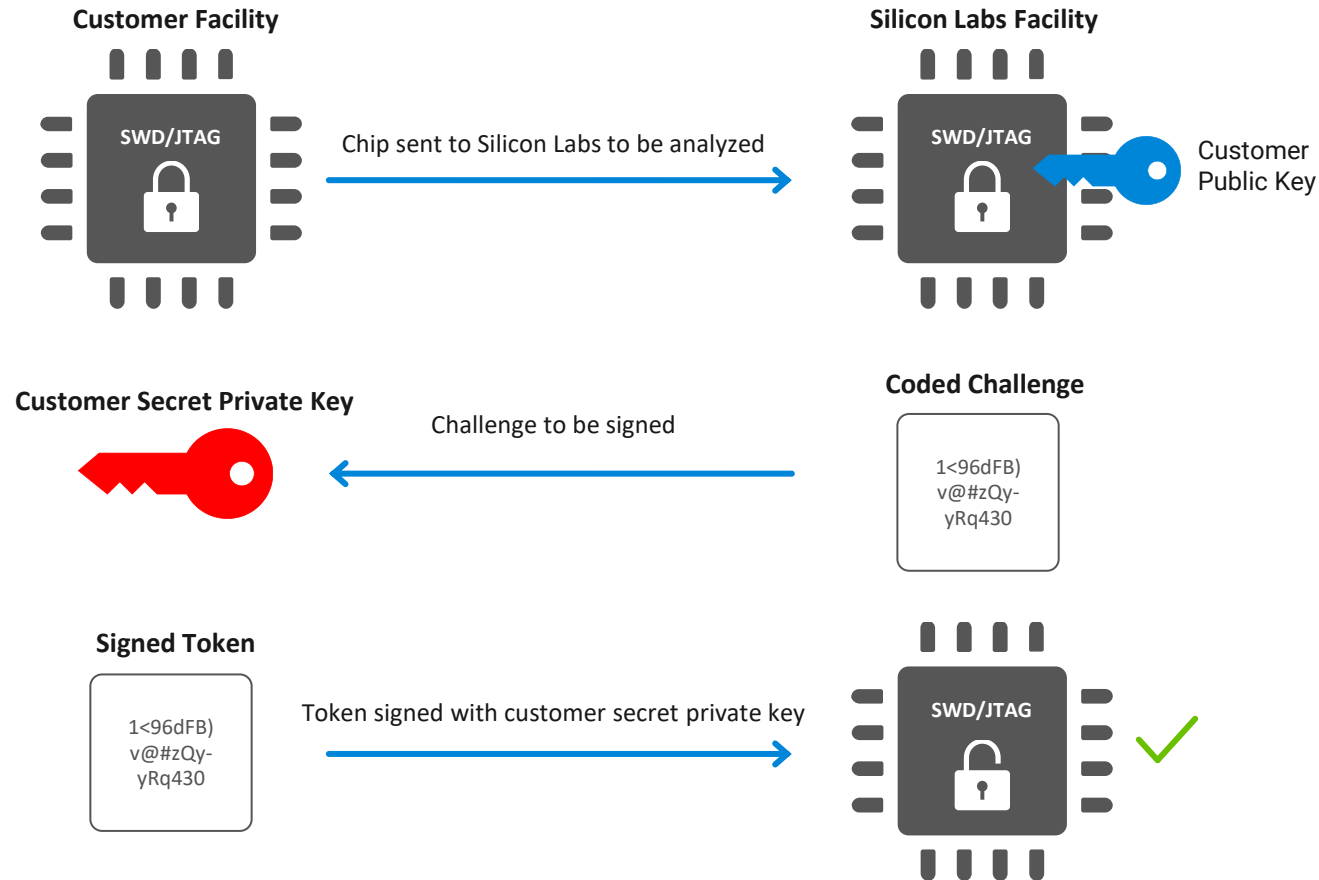 Customer Facility
Silicon Labs Facility
SWD/JTAG
Chip sent to Silicon Labs to be analyzed
SWD/JTAG
Customer
Public Key
Customer Secret Private Key
Challenge to be signed
Coded Challenge
1<96dFB)
v@#zQy-
yRq430
Signed Token
1<96dFB)
v@#zQy-
yRq430
Token signed with customer secret private key
SWD/JTAG